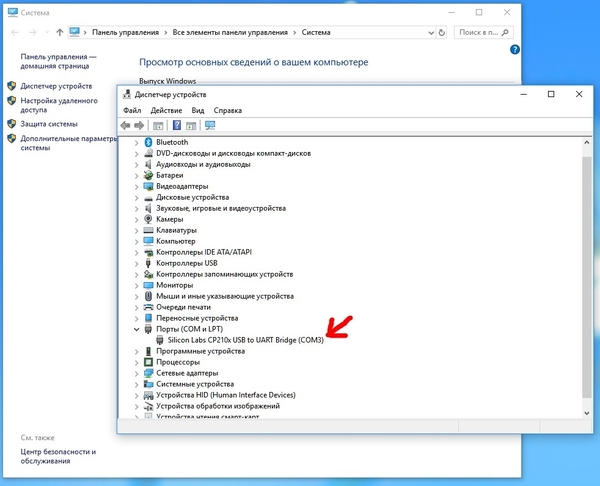 Система
Панель управления
Все элементы панели управления
Система
Поиск в п...
Панель управления —
домашняя страница
Диспетчер устройств
Настройка удаленного
доступа
Защита системы
Дополнительные параметры
системы
Просмотр основных сведений о вашем компьютере
Выпуск Windows
Диспетчер устройств
Файл Действие Вид Справка
Bluetooth
DVD-дисководы и дисководы компакт-дисков
Аудиовходы и аудиовыходы
Батареи
Видеоадаптеры
Дисковые устройства
Звуковые, игровые и видеоустройства
Камеры
Клавиатуры
Компьютер
Контроллеры IDE ATA/ATAPI
Контроллеры USB
Контроллеры запоминающих устройств
Мониторы
Мыши и иные указывающие устройства
Очереди печати
Переносные устройства
Порты (COM и LPT)
Silicon Labs CP210x USB to UART Bridge (COM3)
Программные устройства
Процессоры
Сетевые адаптеры
Системные устройства
Устройства HID (Human Interface Devices)
Устройства обработки изображений
Устройства чтения смарт-карт
См. также
Центр безопасности и
обслуживания